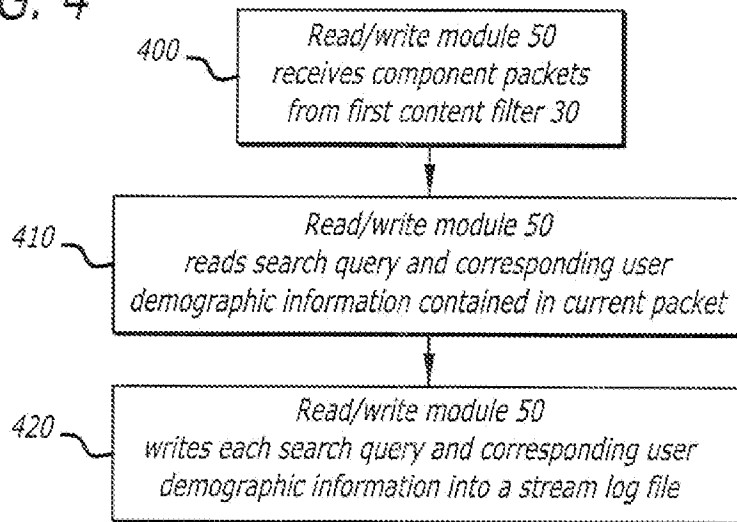 G. 4
400
Read/write module 50
receives component packets
from first content filter 30
410
Read/write module 50
reads search query and corresponding user
demographic information contained in current packet
420
Read/write module 50
writes each search query and corresponding user
demographic information into a stream log file